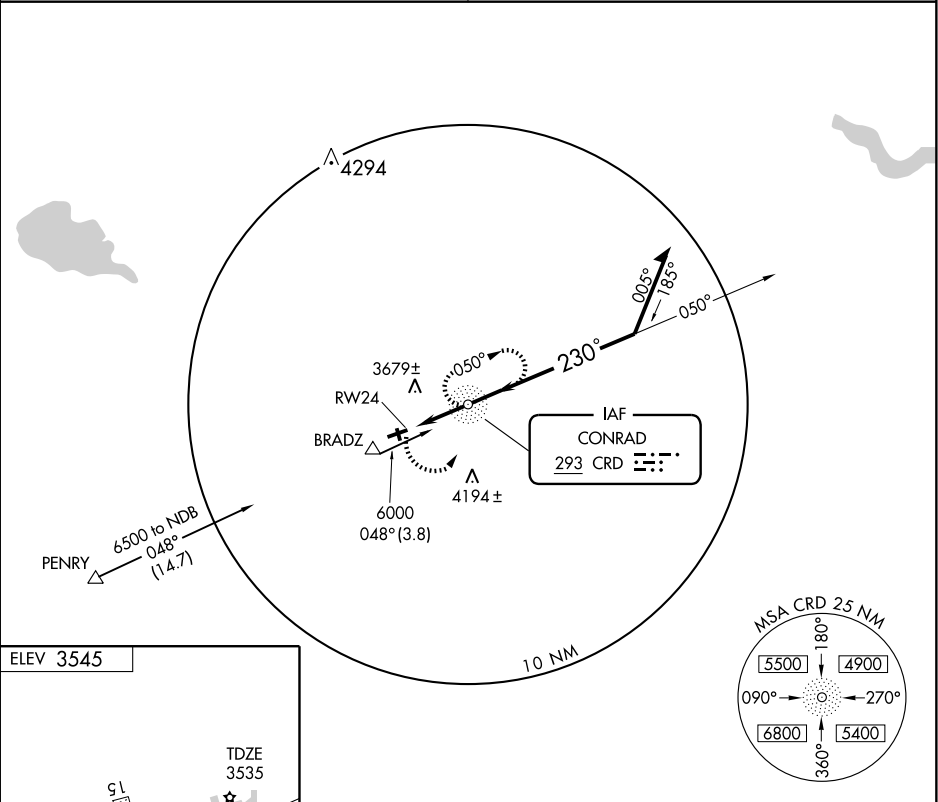 4294
005°
185°
050°
230°
050°
3679±
RW24
BRADZ
4194±
6000
048° (3.8)
IAF
CONRAD
293 CRD
6500 to NDB
048°
(14.7)
PENRY
10 NM
MSA CRD 25 NM
180°
5500
4900
090°
270°
6800
5400
360°
ELEV 3545
TDZE
3535
15